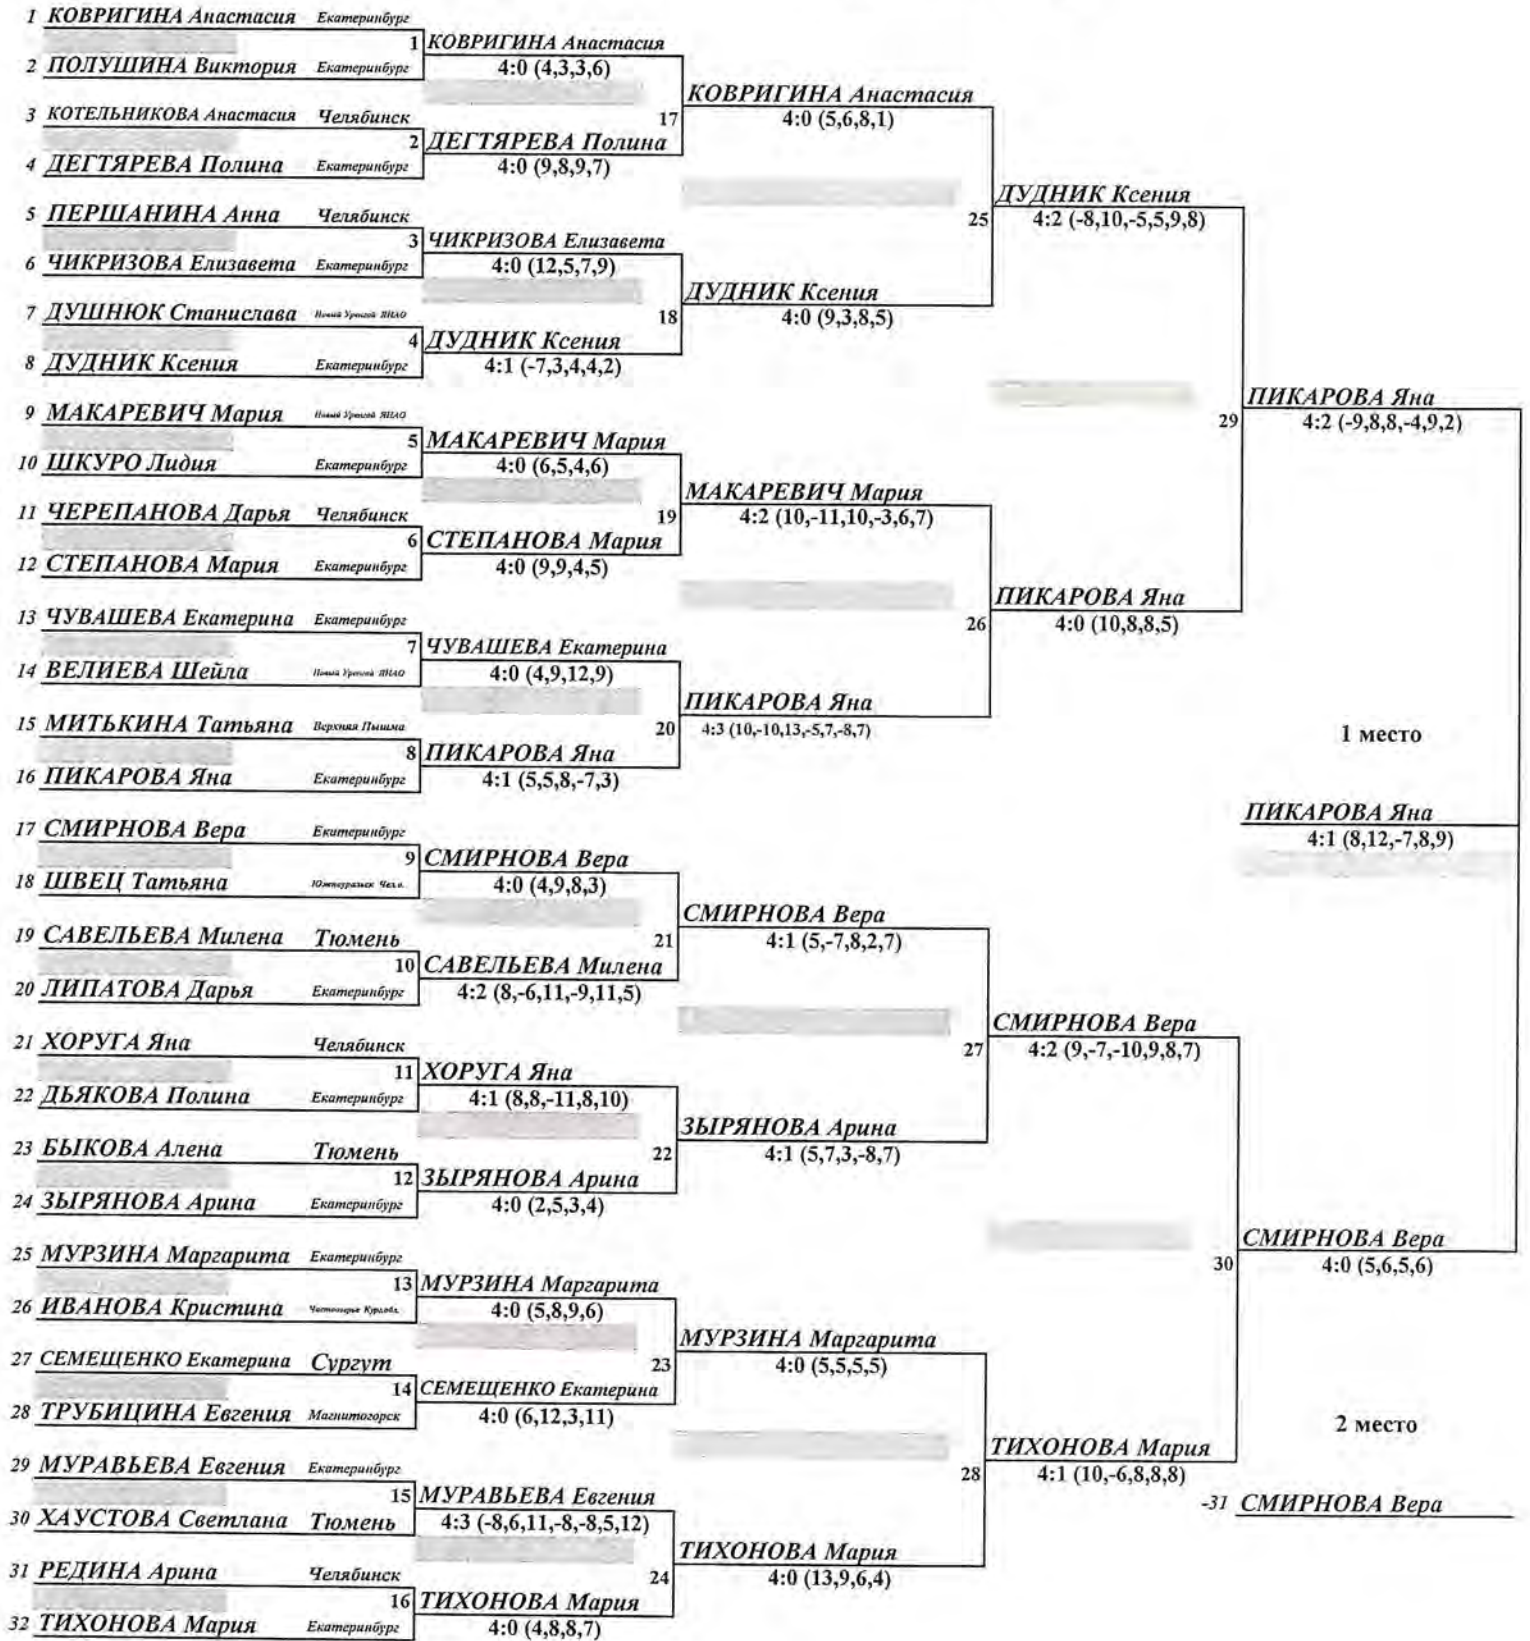 1 КОВРИГИНА Анастасия Екатеринбург
1 КОВРИГИНА Анастасия
2 ПОЛУШИНА Виктория Екатеринбург
4:0 (4,3,3,6)
КОВРИГИНА Анастасия
3 КОТЕЛЬНИКОВА Анастасия Челябинск
17
4:0 (5,6,8,1)
2 ДЕГТЯРЕВА Полина
4 ДЕГТЯРЕВА Полина Екатеринбург
4:0 (9,8,9,7)
ДУДНИК Ксения
5 ПЕРШАНИНА Анна Челябинск
25
4:2 (-8,10,-5,5,9,8)
3 ЧИКРИЗОВА Елизавета
6 ЧИКРИЗОВА Елизавета Екатеринбург
4:0 (12,5,7,9)
ДУДНИК Ксения
7 ДУШНЮК Станислава Новый Уренгой ЯНАО
18
4:0 (9,3,8,5)
4 ДУДНИК Ксения
8 ДУДНИК Ксения Екатеринбург
4:1 (-7,3,4,4,2)
ПИКАРОВА Яна
9 МАКАРЕВИЧ Мария Новый Уренгой ЯНАО
29
4:2 (-9,8,8,-4,9,2)
5 МАКАРЕВИЧ Мария
10 ШКУРО Лидия Екатеринбург
4:0 (6,5,4,6)
МАКАРЕВИЧ Мария
11 ЧЕРЕПАНОВА Дарья Челябинск
19
4:2 (10,-11,10,-3,6,7)
6 СТЕПАНОВА Мария
12 СТЕПАНОВА Мария Екатеринбург
4:0 (9,9,4,5)
ПИКАРОВА Яна
13 ЧУВАШЕВА Екатерина Екатеринбург
26
4:0 (10,8,8,5)
7 ЧУВАШЕВА Екатерина
14 ВЕЛИЕВА Шейла Новый Уренгой ЯНАО
4:0 (4,9,12,9)
ПИКАРОВА Яна
15 МИТЬКИНА Татьяна Верхняя Пышма
20
4:3 (10,-10,13,-5,7,-8,7)
1 место
8 ПИКАРОВА Яна
16 ПИКАРОВА Яна Екатеринбург
4:1 (5,5,8,-7,3)
ПИКАРОВА Яна
17 СМИРНОВА Вера Екатеринбург
4:1 (8,12,-7,8,9)
9 СМИРНОВА Вера
18 ШВЕЦ Татьяна Южноуральск Чел.о.
4:0 (4,9,8,3)
СМИРНОВА Вера
19 САВЕЛЬЕВА Милена Тюмень
21
4:1 (5,-7,8,2,7)
10 САВЕЛЬЕВА Милена
20 ЛИПАТОВА Дарья Екатеринбург
4:2 (8,-6,11,-9,11,5)
СМИРНОВА Вера
21 ХОРУГА Яна Челябинск
27
4:2 (9,-7,-10,9,8,7)
11 ХОРУГА Яна
22 ДЬЯКОВА Полина Екатеринбург
4:1 (8,8,-11,8,10)
ЗЫРЯНОВА Арина
23 БЫКОВА Алена Тюмень
22
4:1 (5,7,3,-8,7)
12 ЗЫРЯНОВА Арина
24 ЗЫРЯНОВА Арина Екатеринбург
4:0 (2,5,3,4)
СМИРНОВА Вера
25 МУРЗИНА Маргарита Екатеринбург
30
4:0 (5,6,5,6)
13 МУРЗИНА Маргарита
26 ИВАНОВА Кристина
4:0 (5,8,9,6)
МУРЗИНА Маргарита
27 СЕМЕЩЕНКО Екатерина Сургут
23
4:0 (5,5,5,5)
14 СЕМЕЩЕНКО Екатерина
28 ТРУБИЦИНА Евгения Магнитогорск
4:0 (6,12,3,11)
2 место
ТИХОНОВА Мария
29 МУРАВЬЕВА Евгения Екатеринбург
28
4:1 (10,-6,8,8,8)
15 МУРАВЬЕВА Евгения
-31 СМИРНОВА Вера
30 ХАУСТОВА Светлана Тюмень
4:3 (-8,6,11,-8,-8,5,12)
ТИХОНОВА Мария
31 РЕДИНА Арина Челябинск
24
4:0 (13,9,6,4)
16 ТИХОНОВА Мария
32 ТИХОНОВА Мария Екатеринбург
4:0 (4,8,8,7)